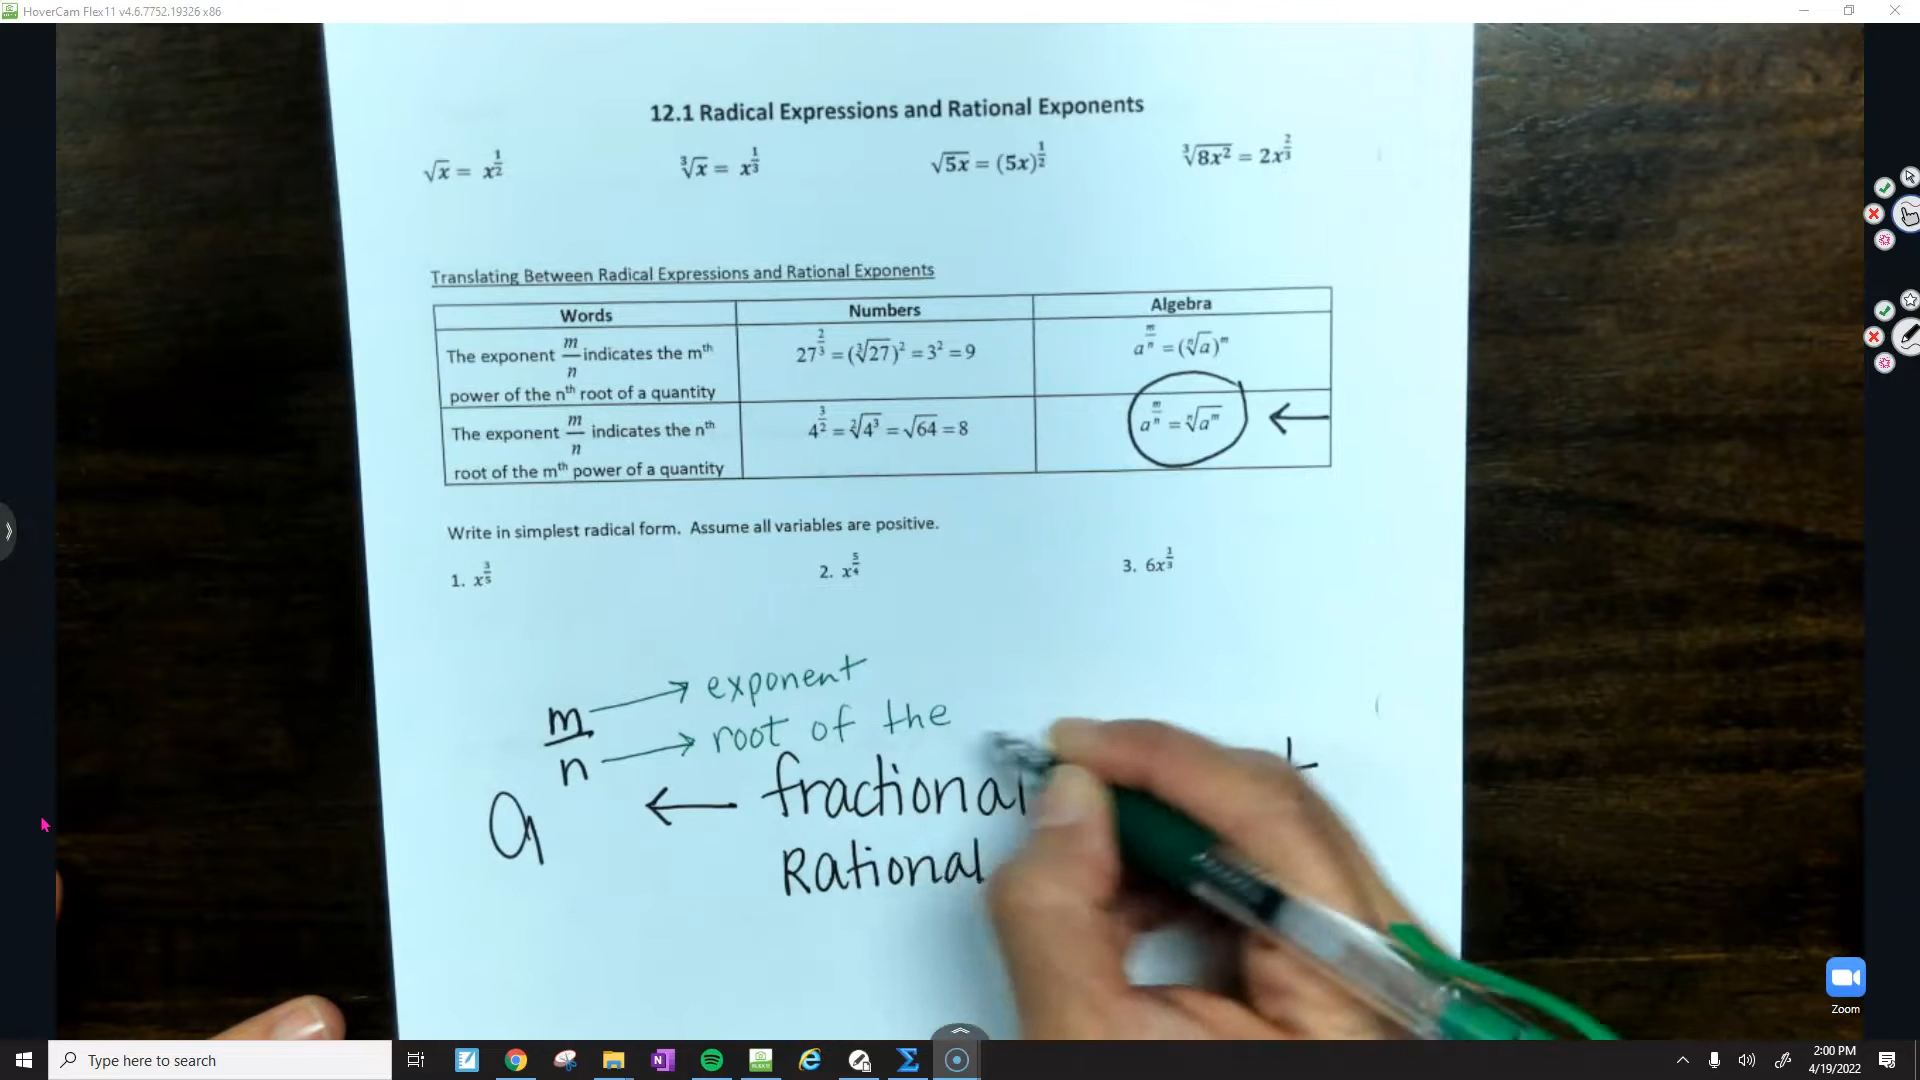 HoverCam Flex11 v4.6.7752.19326 x86
12.1 Radical Expressions and Rational Exponents
√x = x^(1/2)   ∛x = x^(1/3)   √(5x) = (5x)^(1/2)   ∛(8x²) = 2x^(2/3)
Translating Between Radical Expressions and Rational Exponents
Words   Numbers   Algebra
The exponent m/n indicates the mth power of the nth root of a quantity   27^(2/3) = (∛27)² = 3² = 9   a^(m/n) = (ⁿ√a)^m
The exponent m/n indicates the nth root of the mth power of a quantity   4^(3/2) = ²√(4³) = √64 = 8   a^(m/n) = ⁿ√(a^m)
←
Write in simplest radical form. Assume all variables are positive.
1. x^(3/5)   2. x^(5/4)   3. 6x^(1/3)
m → exponent
n → root of the
a ← fractional
Rational
Zoom
Type here to search
2:00 PM
4/19/2022